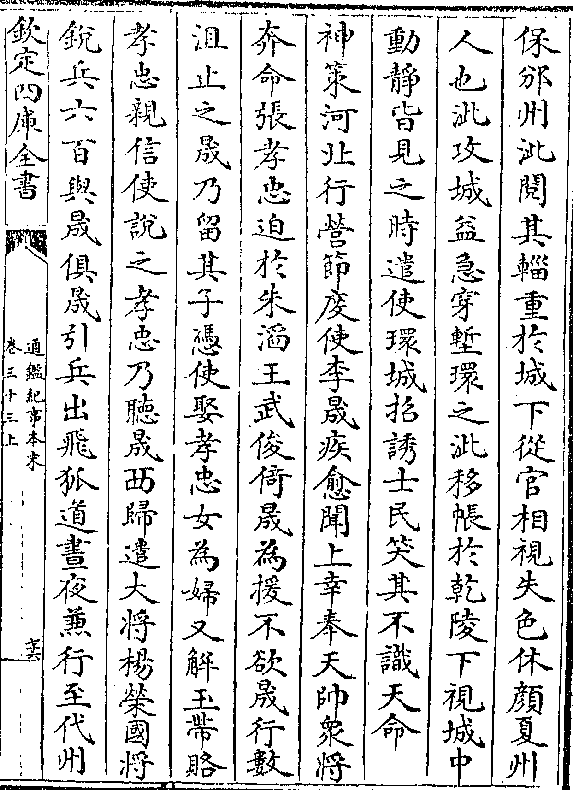 保邠州泚閱其輜重於城下從官相視失色休顔夏州
人也泚攻城益急穿塹環之泚移帳於乾陵下視城中
動靜皆見之時遣使環城招誘士民笑其不識天命
神策河北行營節度使李晟疾愈聞上幸奉天帥衆將
奔命張孝忠迫於朱滔王武俊倚晟為援不欲晟行數
沮止之晟乃留其子憑使娶孝忠女為婦又解玉帶賂
孝忠親信使說之孝忠乃聽晟西歸遣大將楊榮國將
銳兵六百與晟俱晟引兵出飛狐道晝夜兼行至代州
欽定四庫全書
通鑑紀事本末
卷三十三上